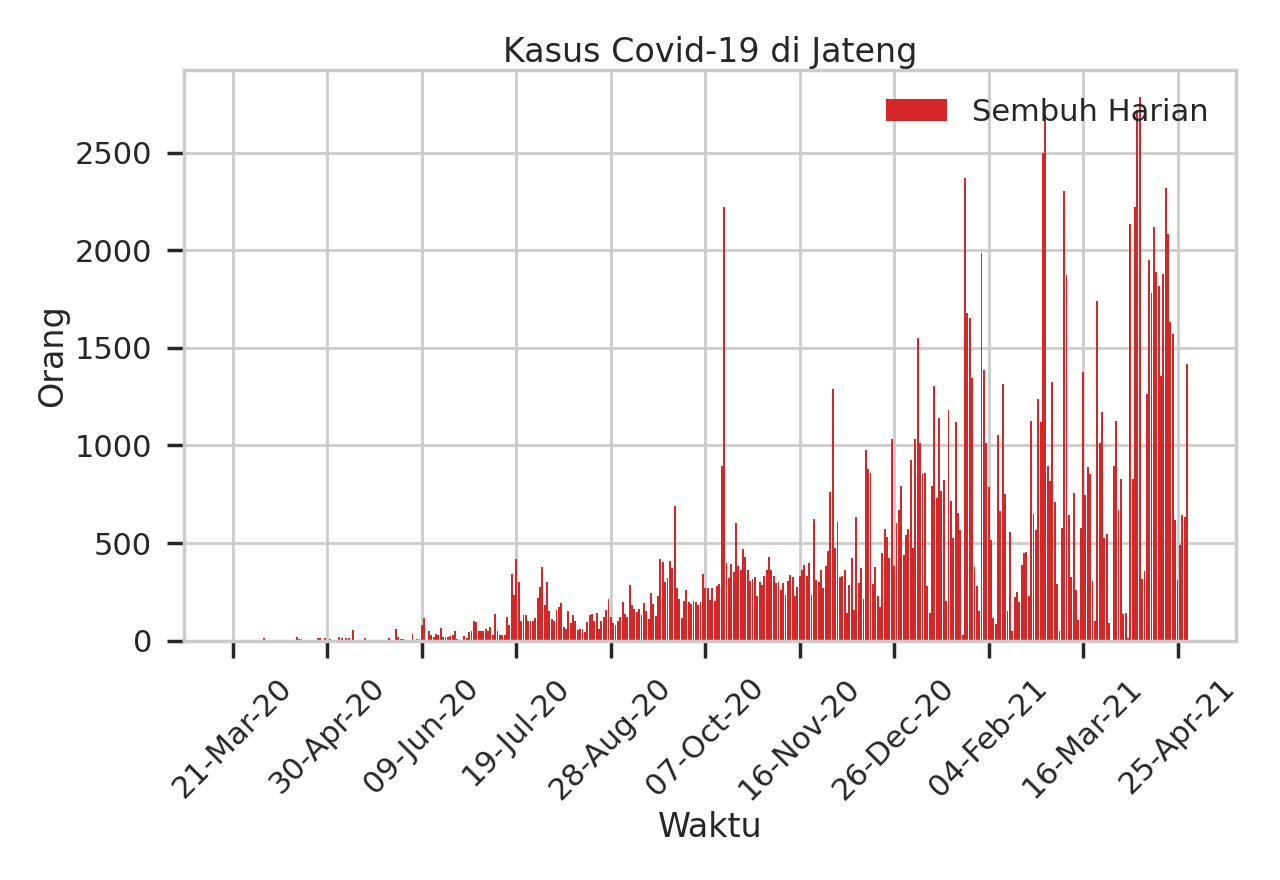 Kasus Covid-19 di Jateng
Sembuh Harian
Orang
2500
2000
1500
1000
500
0
21-Mar-20
30-Apr-20
09-Jun-20
19-Jul-20
28-Aug-20
07-Oct-20
16-Nov-20
26-Dec-20
04-Feb-21
16-Mar-21
25-Apr-21
Waktu